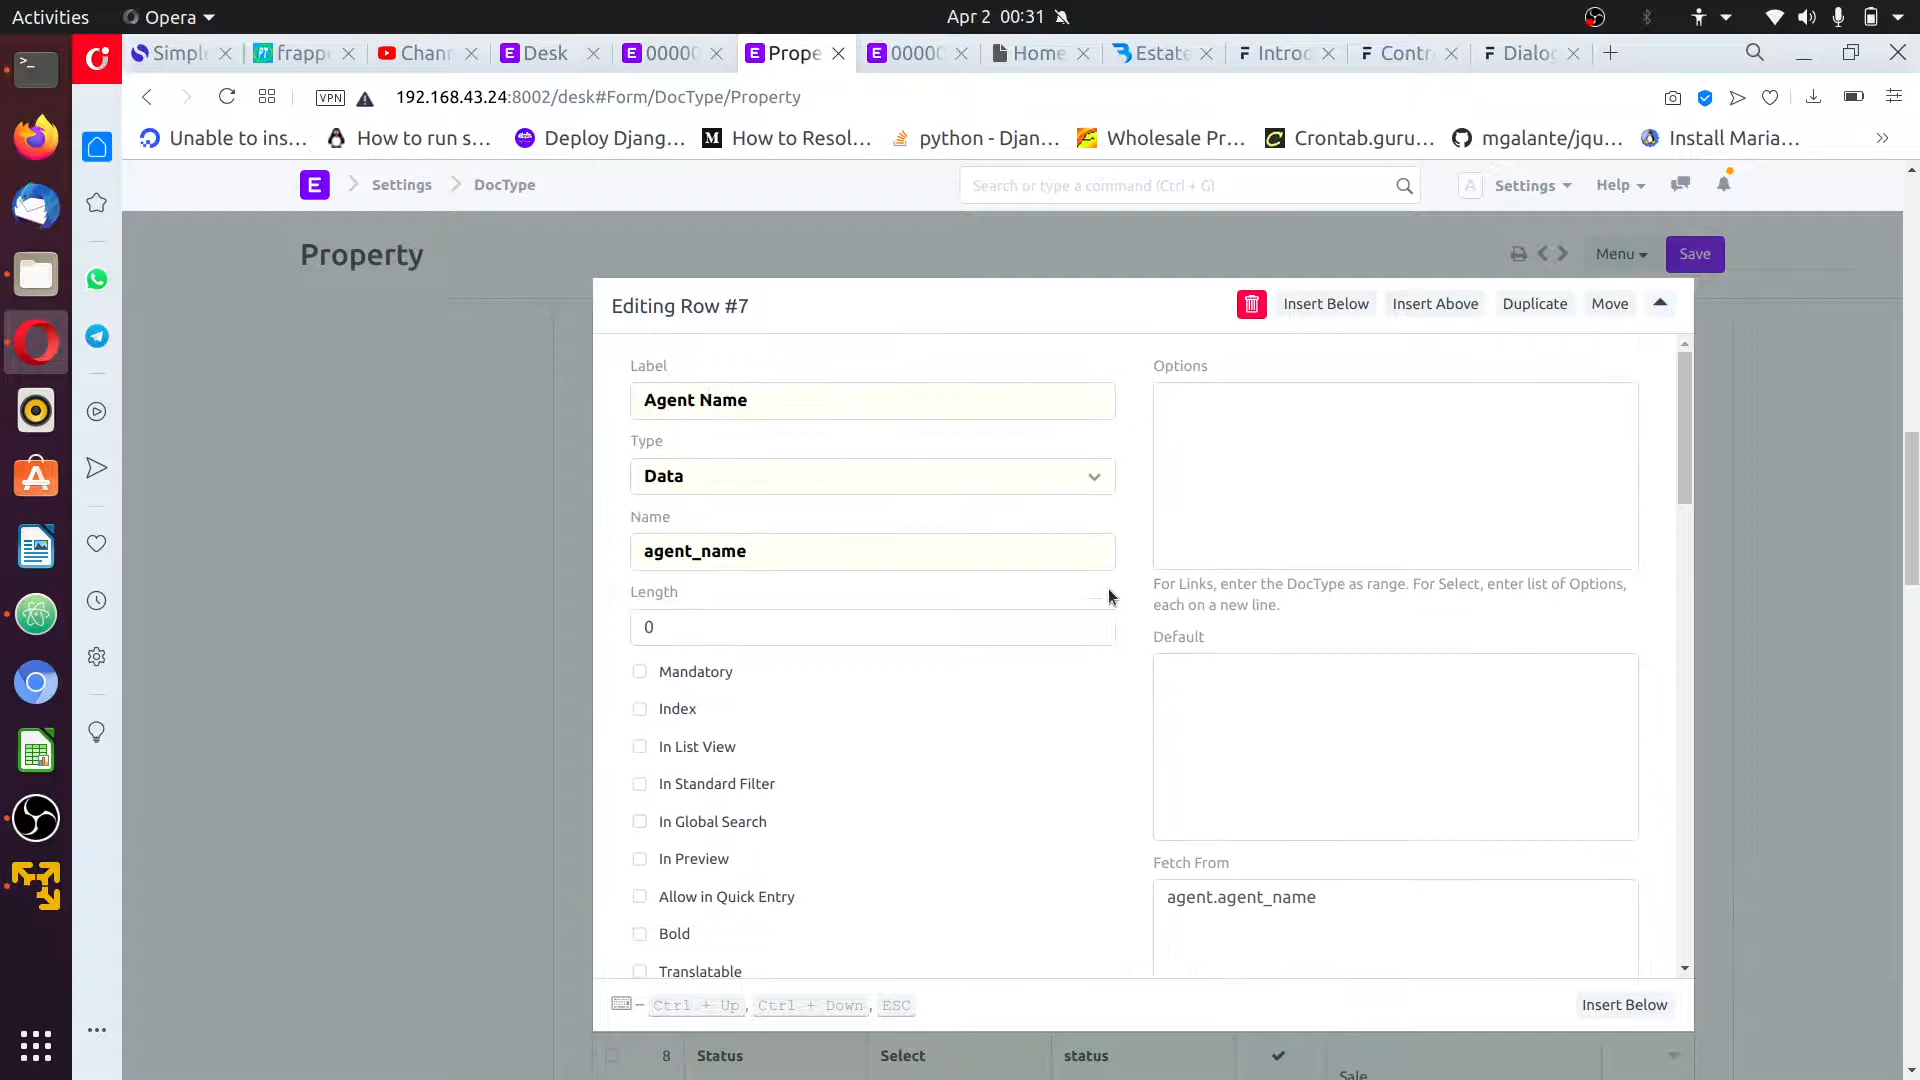 Activities
Opera
Apr 2 00:31
Simple
frapp
Chann
Desk
00000
Prope
00000
Home
Estate
Introd
Contr
Dialog
VPN
192.168.43.24:8002/desk#Form/DocType/Property
Unable to ins...
How to run s...
Deploy Djang...
How to Resol...
python - Djan...
Wholesale Pr...
Crontab.guru...
mgalante/jqu...
Install Maria...
E
Settings
DocType
Search or type a command (Ctrl + G)
A
Settings
Help
Property
Menu
Save
Editing Row #7
Insert Below
Insert Above
Duplicate
Move
Label
Agent Name
Type
Data
Name
agent_name
Length
0
Mandatory
Index
In List View
In Standard Filter
In Global Search
In Preview
Allow in Quick Entry
Bold
Translatable
Options
For Links, enter the DocType as range. For Select, enter list of Options,
each on a new line.
Default
Fetch From
agent.agent_name
Ctrl + Up, Ctrl + Down, ESC
Insert Below
8 Status Select status
Sale